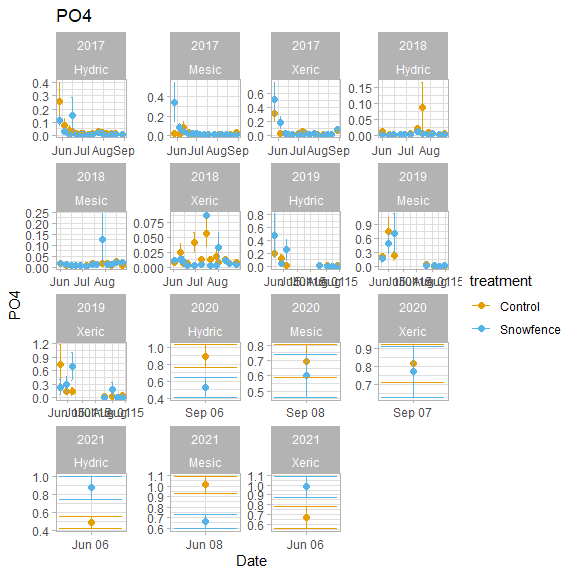 PO4
2017 2017 2017 2018
Hydric Mesic Xeric Hydric
0.4 0.3 0.2 0.1 0.0
0.4 0.2 0.0
0.6 0.4 0.2 0.0
0.15 0.10 0.05 0.00
Jun Jul Aug Sep Jun Jul Aug Sep Jun Jul Aug Sep Jun Jul Aug
2018 2018 2019 2019
Mesic Xeric Hydric Mesic
0.25 0.20 0.15 0.10 0.05 0.00
0.075 0.050 0.025 0.000
0.8 0.6 0.4 0.2 0.0
0.9 0.6 0.3 0.0
Jun Jul Aug Jun Jul Aug
treatment
Control
Snowfence
PO4
2019 2020 2020 2020
Xeric Hydric Mesic Xeric
1.2 0.9 0.6 0.3 0.0
1.0 0.8 0.6 0.4
0.8 0.7 0.6 0.5
0.9 0.8 0.7
Sep 06 Sep 08 Sep 07
2021 2021 2021
Hydric Mesic Xeric
1.0 0.8 0.6 0.4
1.1 1.0 0.9 0.8 0.7 0.6
1.1 1.0 0.9 0.8 0.7 0.6
Jun 06 Jun 08 Jun 06
Date